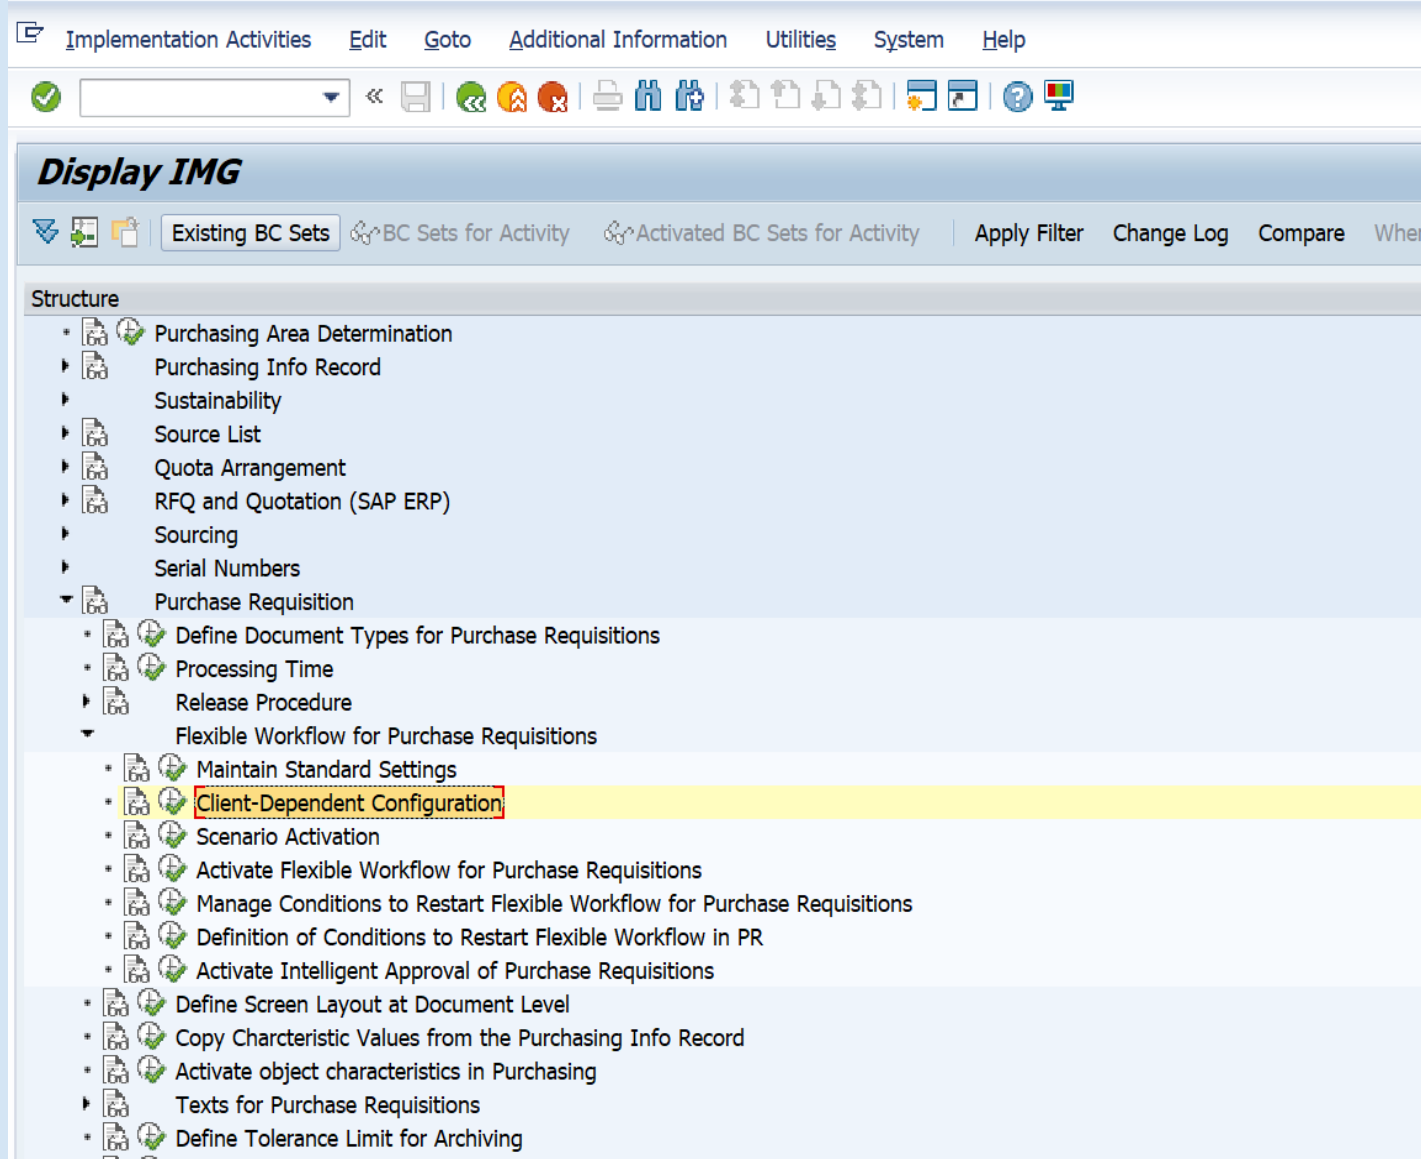 Implementation Activities Edit Goto Additional Information Utilities System Help
Display IMG
Existing BC Sets BC Sets for Activity Activated BC Sets for Activity Apply Filter Change Log Compare
Structure
Purchasing Area Determination
Purchasing Info Record
Sustainability
Source List
Quota Arrangement
RFQ and Quotation (SAP ERP)
Sourcing
Serial Numbers
Purchase Requisition
Define Document Types for Purchase Requisitions
Processing Time
Release Procedure
Flexible Workflow for Purchase Requisitions
Maintain Standard Settings
Client-Dependent Configuration
Scenario Activation
Activate Flexible Workflow for Purchase Requisitions
Manage Conditions to Restart Flexible Workflow for Purchase Requisitions
Definition of Conditions to Restart Flexible Workflow in PR
Activate Intelligent Approval of Purchase Requisitions
Define Screen Layout at Document Level
Copy Charcteristic Values from the Purchasing Info Record
Activate object characteristics in Purchasing
Texts for Purchase Requisitions
Define Tolerance Limit for Archiving